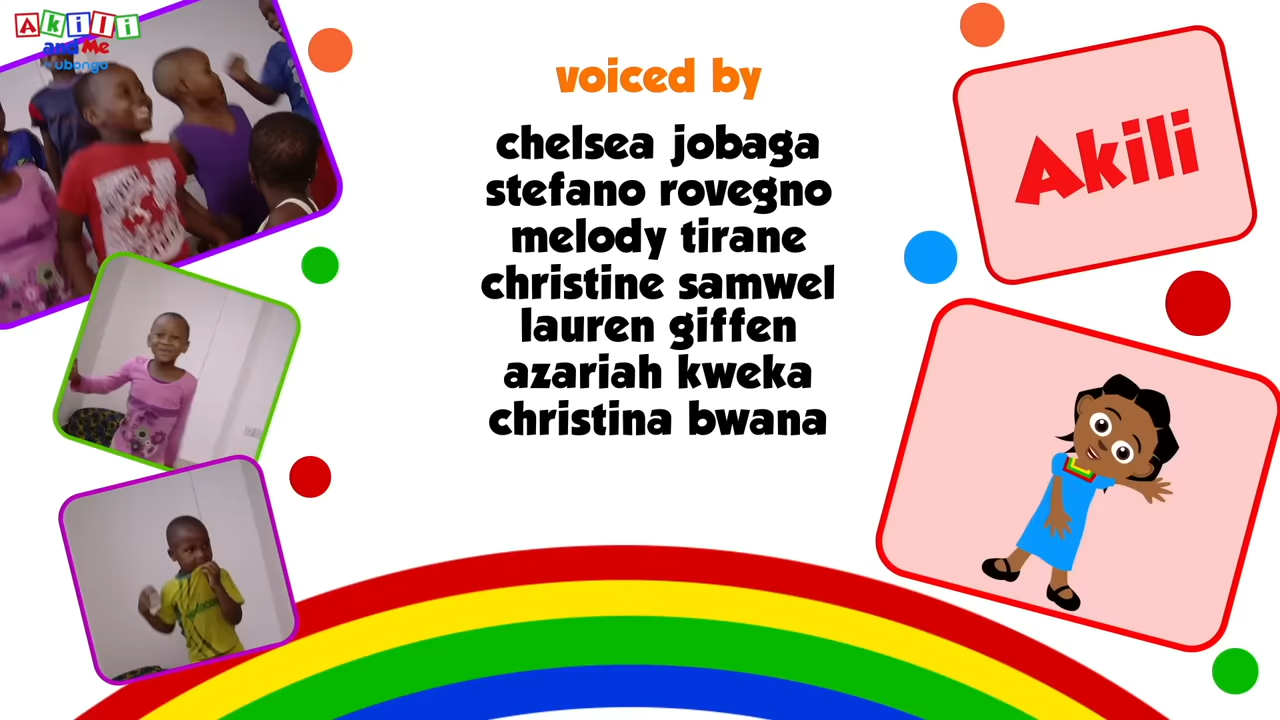 Akili
and Me
ubongo
voiced by
chelsea jobaga
stefano rovegno
melody tirane
christine samwel
lauren giffen
azariah kweka
christina bwana
Akili